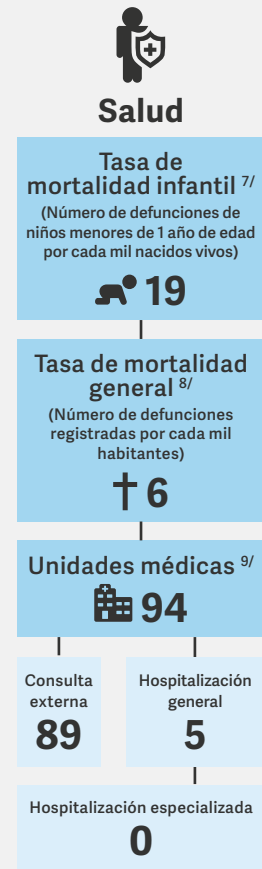 Salud
Tasa de
mortalidad infantil 7/
(Número de defunciones de
niños menores de 1 año de edad
por cada mil nacidos vivos)
19
Tasa de mortalidad
general 8/
(Número de defunciones
registradas por cada mil
habitantes)
6
Unidades médicas 9/
94
Consulta
externa
89
Hospitalización
general
5
Hospitalización especializada
0